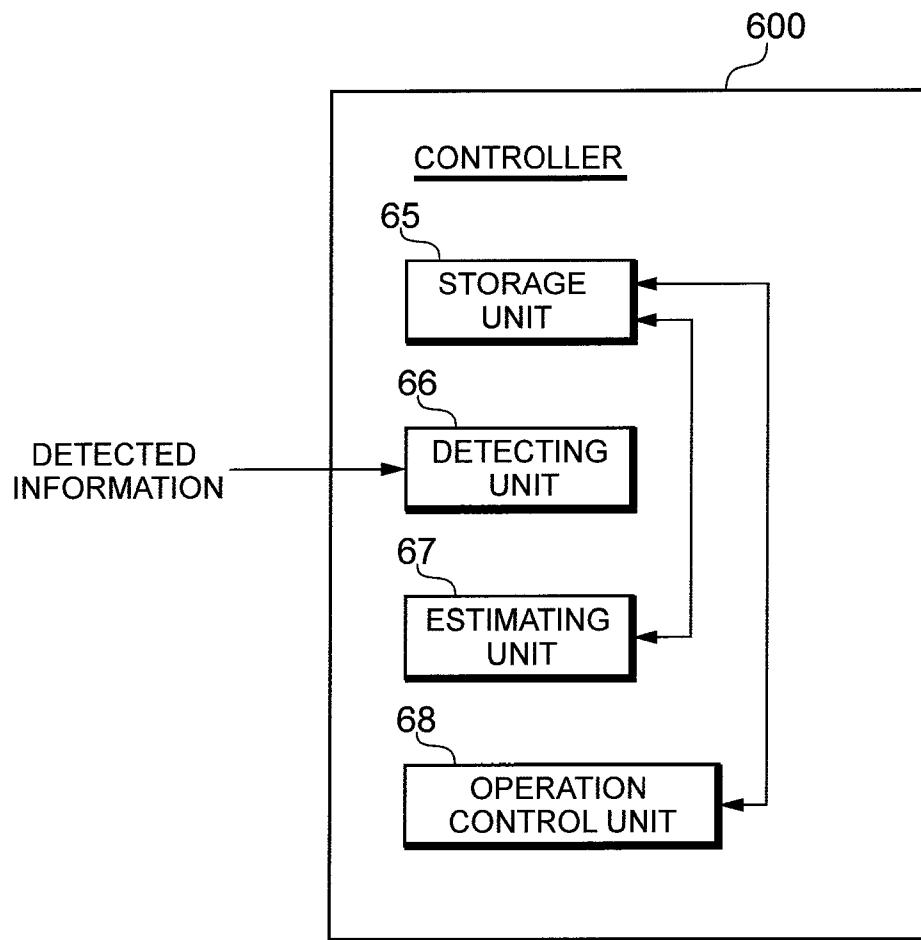 600
CONTROLLER
65
STORAGE
UNIT
66
DETECTED
INFORMATION
DETECTING
UNIT
67
ESTIMATING
UNIT
68
OPERATION
CONTROL UNIT